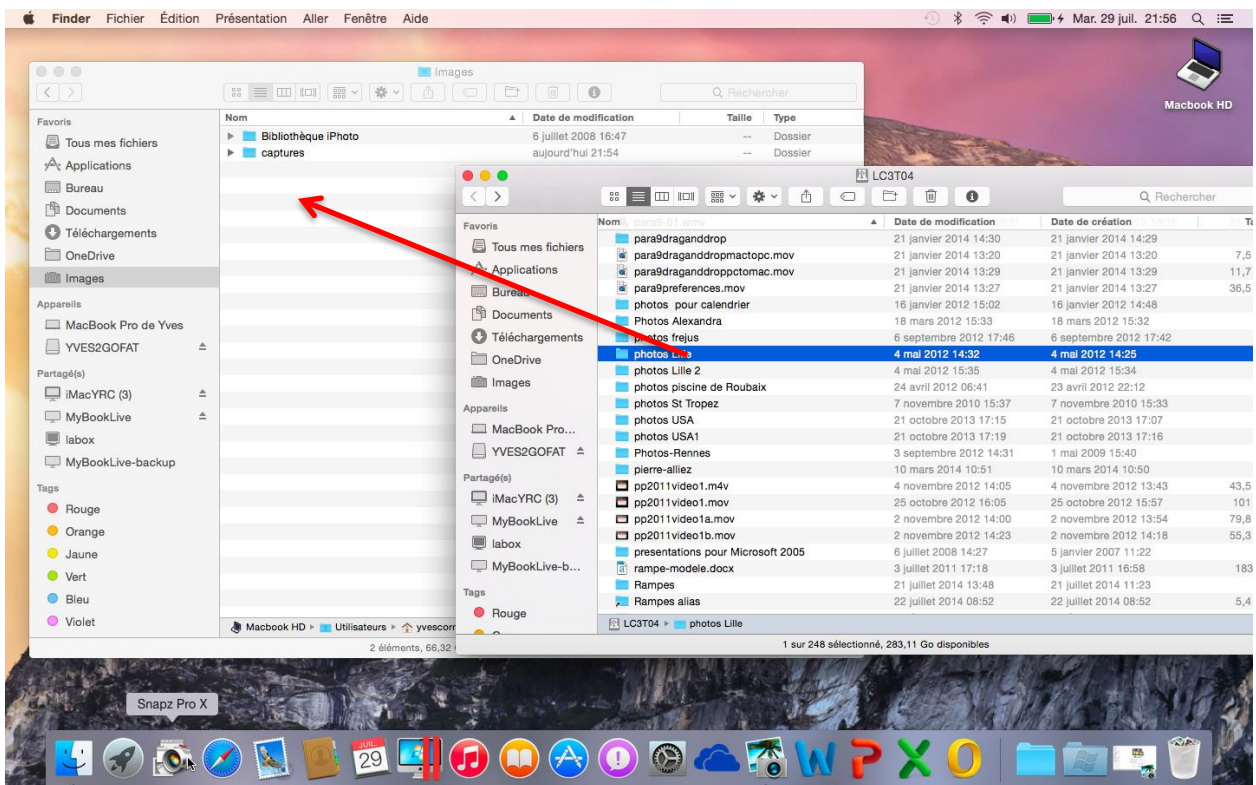 Finder Fichier Édition Présentation Aller Fenêtre Aide Mar. 29 juil. 21:56
Macbook HD
Images
Rechercher
Favoris
Tous mes fichiers
Applications
Bureau
Documents
Téléchargements
OneDrive
Images
Appareils
MacBook Pro de Yves
YVES2GOFAT
Partagé(s)
iMacYRC (3)
MyBookLive
labox
MyBookLive-backup
Tags
Rouge
Orange
Jaune
Vert
Bleu
Violet
Nom Date de modification Taille Type
Bibliothèque iPhoto 6 juillet 2008 16:47 -- Dossier
captures aujourd'hui 21:54 -- Dossier
Macbook HD Utilisateurs yvescorn
2 éléments, 66,32
LC3T04
Rechercher
Favoris
Tous mes fichiers
Applications
Bureau
Documents
Téléchargements
OneDrive
Images
Appareils
MacBook Pro...
YVES2GOFAT
Partagé(s)
iMacYRC (3)
MyBookLive
labox
MyBookLive-b...
Tags
Rouge
Nom Date de modification Date de création Ta
para9-01.wmv
para9draganddrop 21 janvier 2014 14:30 21 janvier 2014 14:29
para9draganddropmactopc.mov 21 janvier 2014 13:20 21 janvier 2014 13:20 7,5
para9draganddroppctomac.mov 21 janvier 2014 13:29 21 janvier 2014 13:29 11,7
para9preferences.mov 21 janvier 2014 13:27 21 janvier 2014 13:27 36,5
photos pour calendrier 16 janvier 2012 15:02 16 janvier 2012 14:48
Photos Alexandra 18 mars 2012 15:33 18 mars 2012 15:32
photos frejus 6 septembre 2012 17:46 6 septembre 2012 17:42
photos Lille 4 mai 2012 14:32 4 mai 2012 14:25
photos Lille 2 4 mai 2012 15:35 4 mai 2012 15:34
photos piscine de Roubaix 24 avril 2012 06:41 23 avril 2012 22:12
photos St Tropez 7 novembre 2010 15:37 7 novembre 2010 15:33
photos USA 21 octobre 2013 17:15 21 octobre 2013 17:07
photos USA1 21 octobre 2013 17:19 21 octobre 2013 17:16
Photos-Rennes 3 septembre 2012 14:31 1 mai 2009 15:40
pierre-alliez 10 mars 2014 10:51 10 mars 2014 10:50
pp2011video1.m4v 4 novembre 2012 14:05 4 novembre 2012 13:43 43,5
pp2011video1.mov 25 octobre 2012 16:05 25 octobre 2012 15:57 101
pp2011video1a.mov 2 novembre 2012 14:00 2 novembre 2012 13:54 79,8
pp2011video1b.mov 2 novembre 2012 14:23 2 novembre 2012 14:18 55,3
presentations pour Microsoft 2005 6 juillet 2008 14:27 5 janvier 2007 11:22
rampe-modele.docx 3 juillet 2011 17:18 3 juillet 2011 16:58 183
Rampes 21 juillet 2014 13:48 21 juillet 2014 11:23
Rampes alias 22 juillet 2014 08:52 22 juillet 2014 08:52 5,4
LC3T04 photos Lille
1 sur 248 sélectionné, 283,11 Go disponibles
Snapz Pro X
JUIL
29